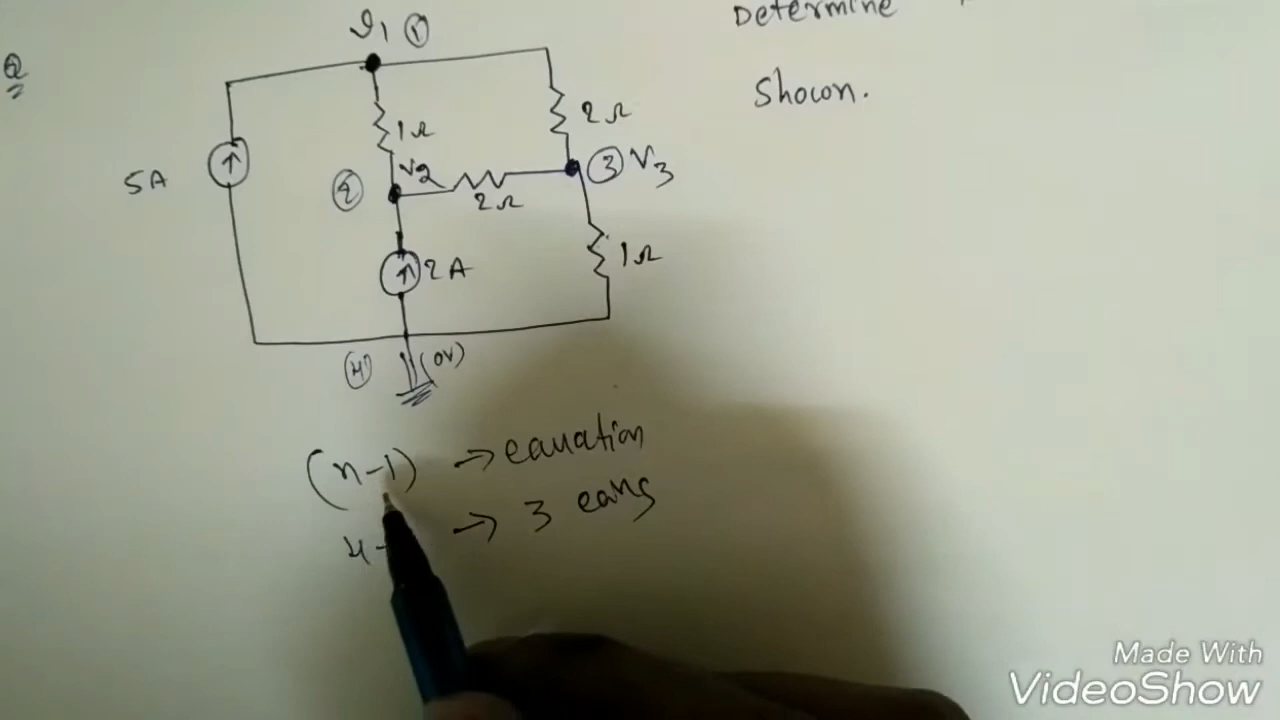 Determine
Shown.
Q
V1 ①
1Ω
2Ω
5A
② V2
2Ω
③ V3
2A
1Ω
④ (0V)
(n-1) → equation
4- → 3 eqns
Made With
VideoShow